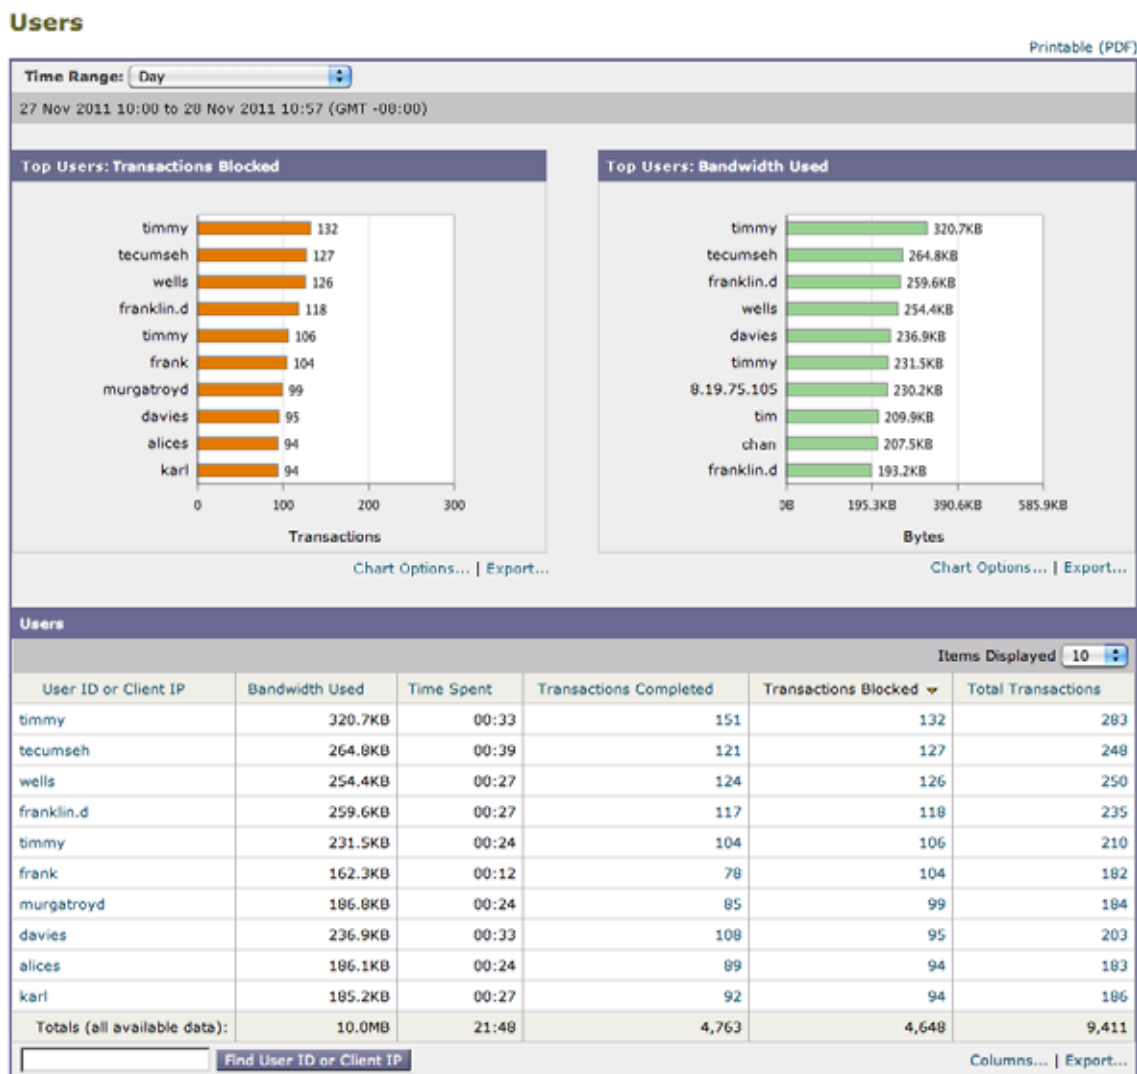 Users
Printable (PDF)
Time Range: Day
27 Nov 2011 10:00 to 28 Nov 2011 10:57 (GMT -08:00)
Top Users: Transactions Blocked
timmy 132
tecumseh 127
wells 126
franklin.d 118
timmy 106
frank 104
murgatroyd 99
davies 95
alices 94
karl 94
0 100 200 300
Transactions
Chart Options... | Export...
Top Users: Bandwidth Used
timmy 320.7KB
tecumseh 264.8KB
franklin.d 259.6KB
wells 254.4KB
davies 236.9KB
timmy 231.5KB
8.19.75.105 230.2KB
tim 209.9KB
chan 207.5KB
franklin.d 193.2KB
0B 195.3KB 390.6KB 585.9KB
Bytes
Chart Options... | Export...
Users
Items Displayed 10
User ID or Client IP Bandwidth Used Time Spent Transactions Completed Transactions Blocked Total Transactions
timmy 320.7KB 00:33 151 132 283
tecumseh 264.8KB 00:39 121 127 248
wells 254.4KB 00:27 124 126 250
franklin.d 259.6KB 00:27 117 118 235
timmy 231.5KB 00:24 104 106 210
frank 162.3KB 00:12 78 104 182
murgatroyd 186.8KB 00:24 85 99 184
davies 236.9KB 00:33 108 95 203
alices 186.1KB 00:24 89 94 183
karl 185.2KB 00:27 92 94 186
Totals (all available data): 10.0MB 21:48 4,763 4,648 9,411
Find User ID or Client IP
Columns... | Export...